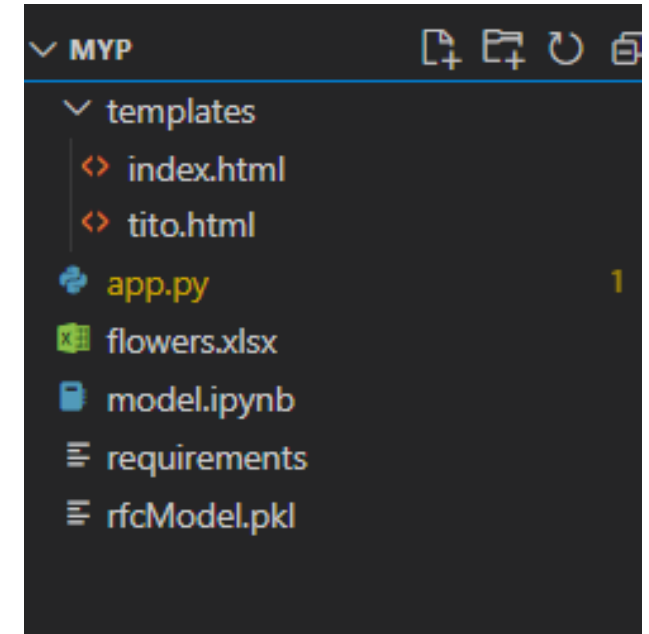 MYP
templates
index.html
tito.html
app.py 1
flowers.xlsx
model.ipynb
requirements
rfcModel.pkl